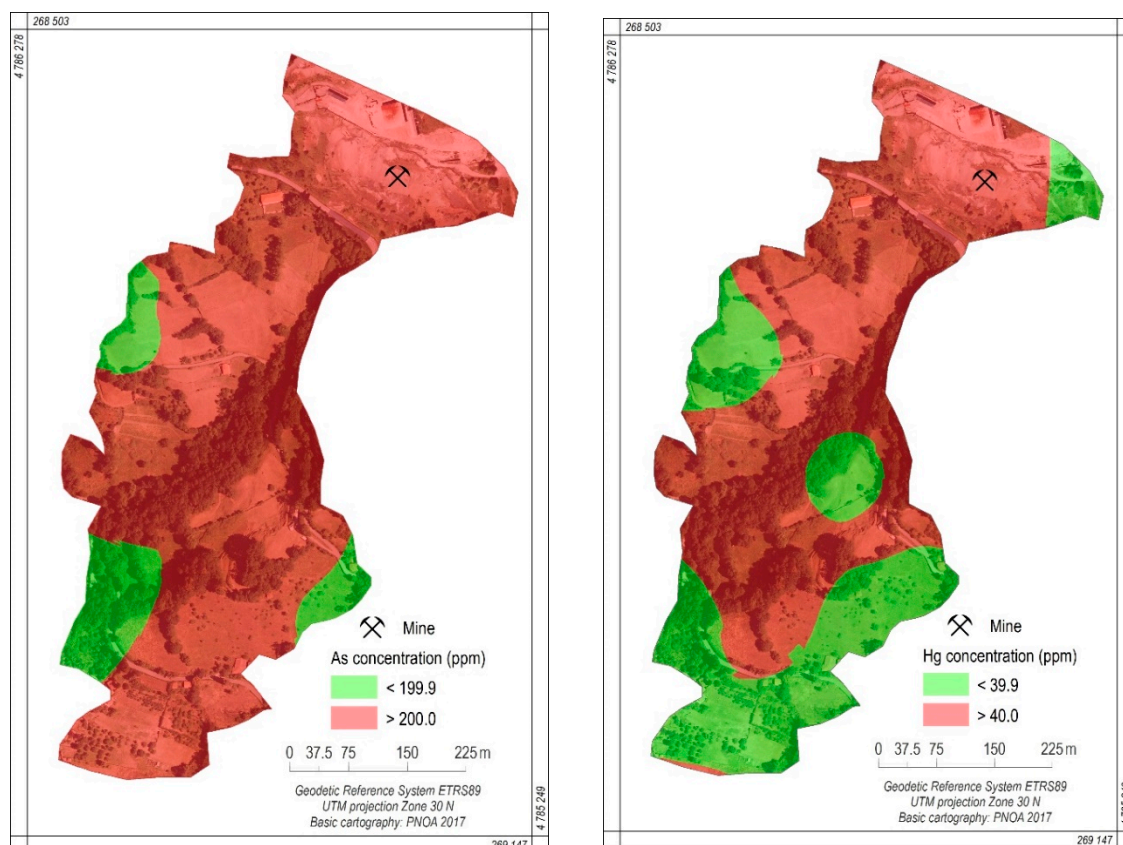 268 503
4 786 278
Mine
As concentration (ppm)
< 199.9
> 200.0
0 37.5 75 150 225 m
Geodetic Reference System ETRS89
UTM projection Zone 30 N
Basic cartography: PNOA 2017
4 785 249
269 147
268 503
4 786 278
Mine
Hg concentration (ppm)
< 39.9
> 40.0
0 37.5 75 150 225 m
Geodetic Reference System ETRS89
UTM projection Zone 30 N
Basic cartography: PNOA 2017
269 147